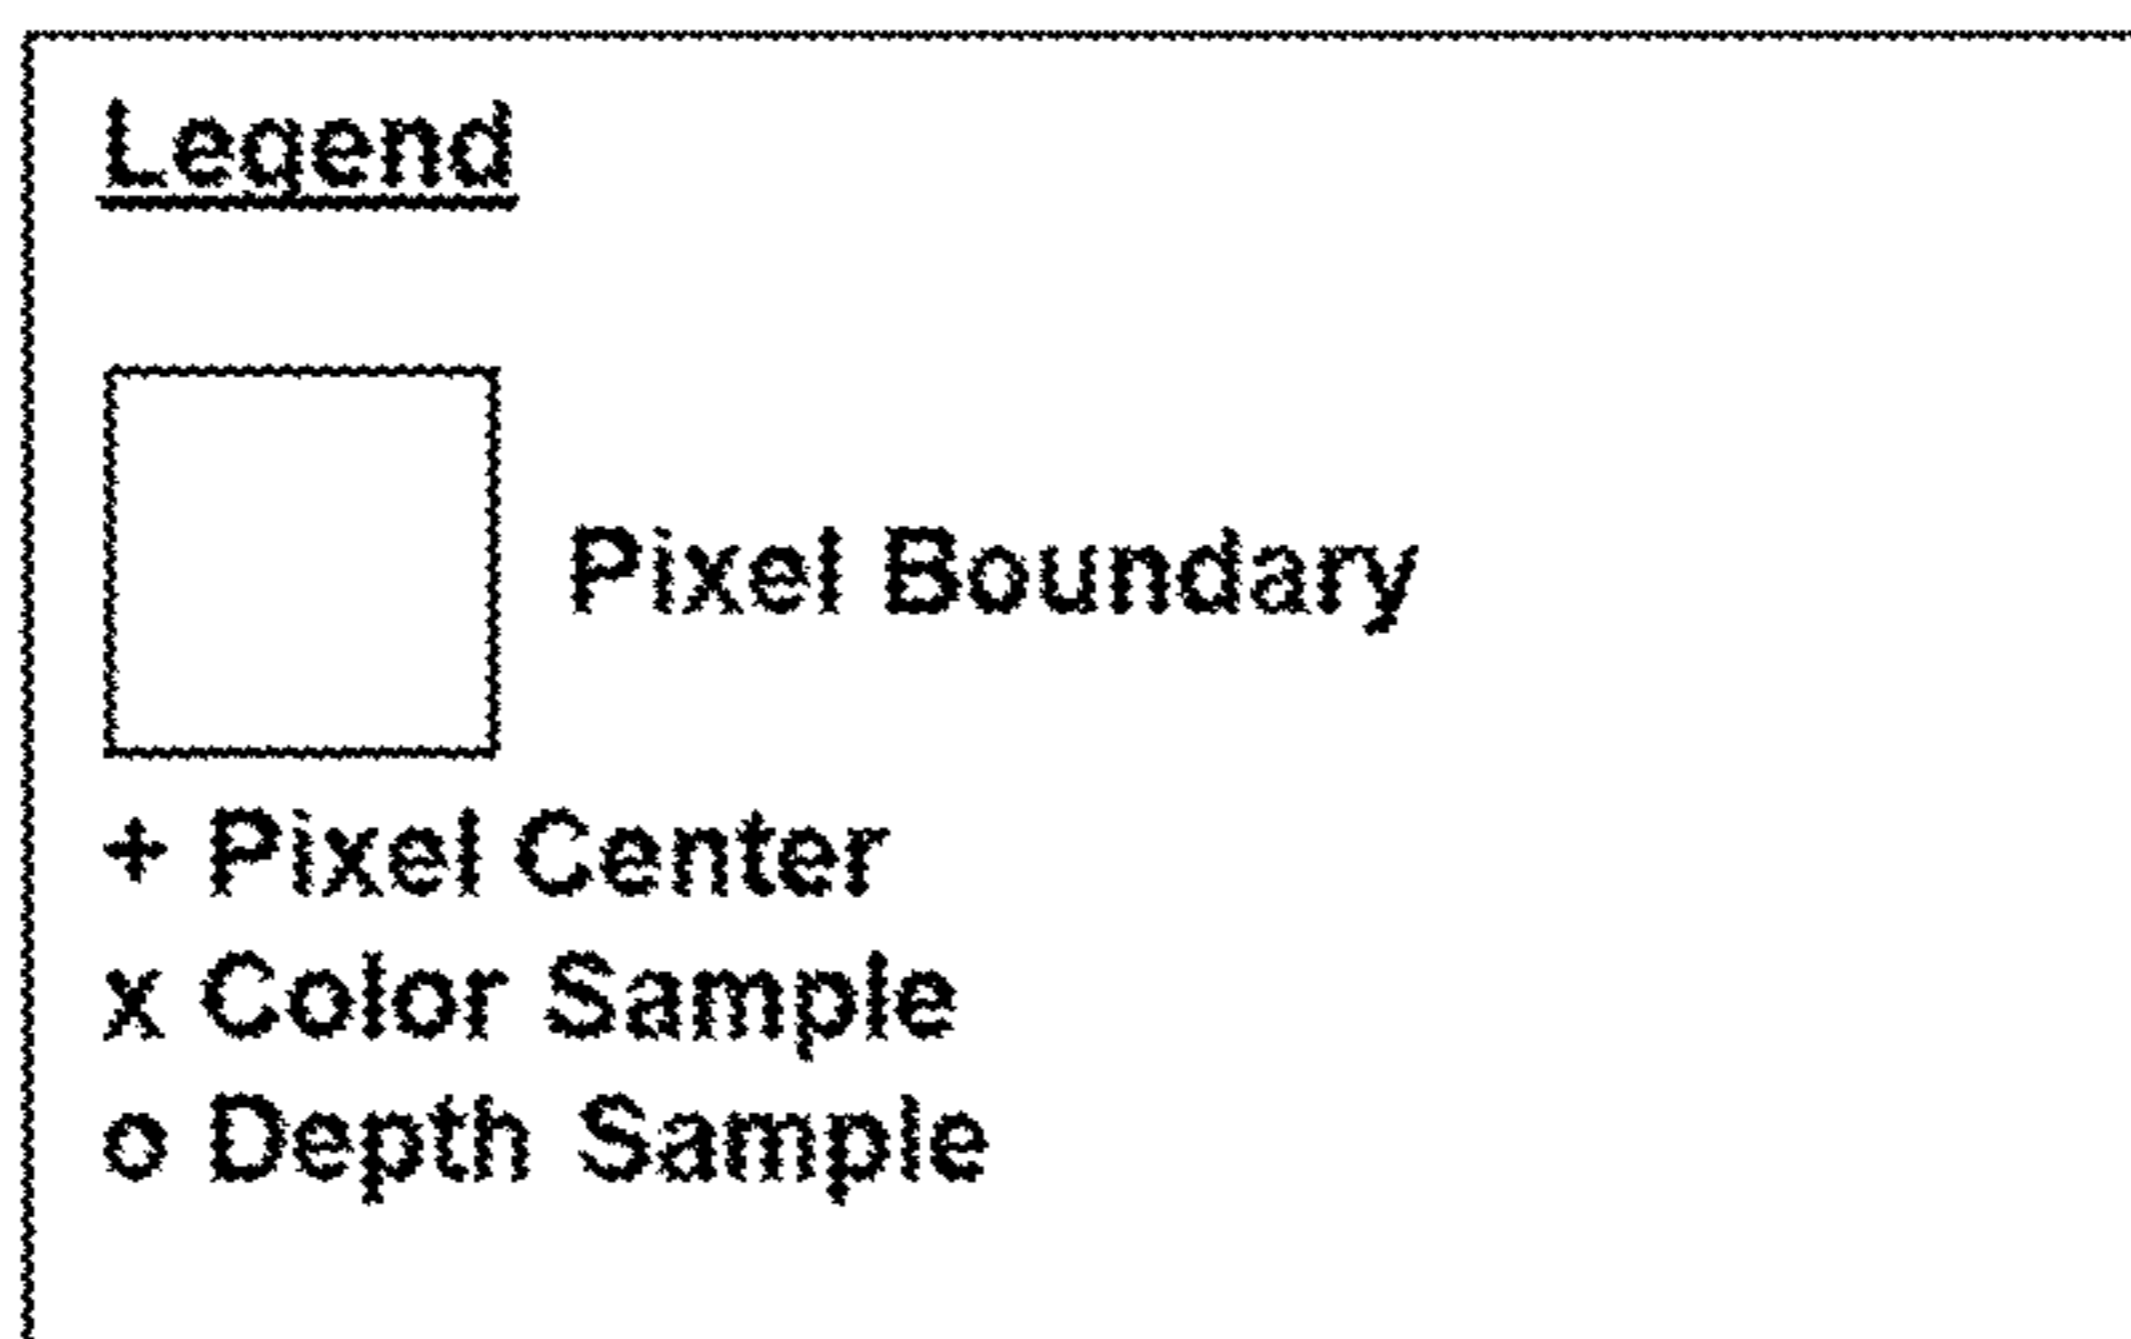 Legend
Pixel Boundary
+ Pixel Center
x Color Sample
o Depth Sample